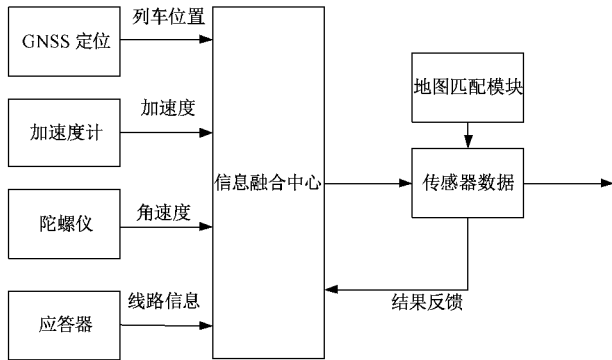 列车位置
GNSS 定位
地图匹配模块
加速度
加速度计
信息融合中心
传感器数据
角速度
陀螺仪
线路信息
结果反馈
应答器